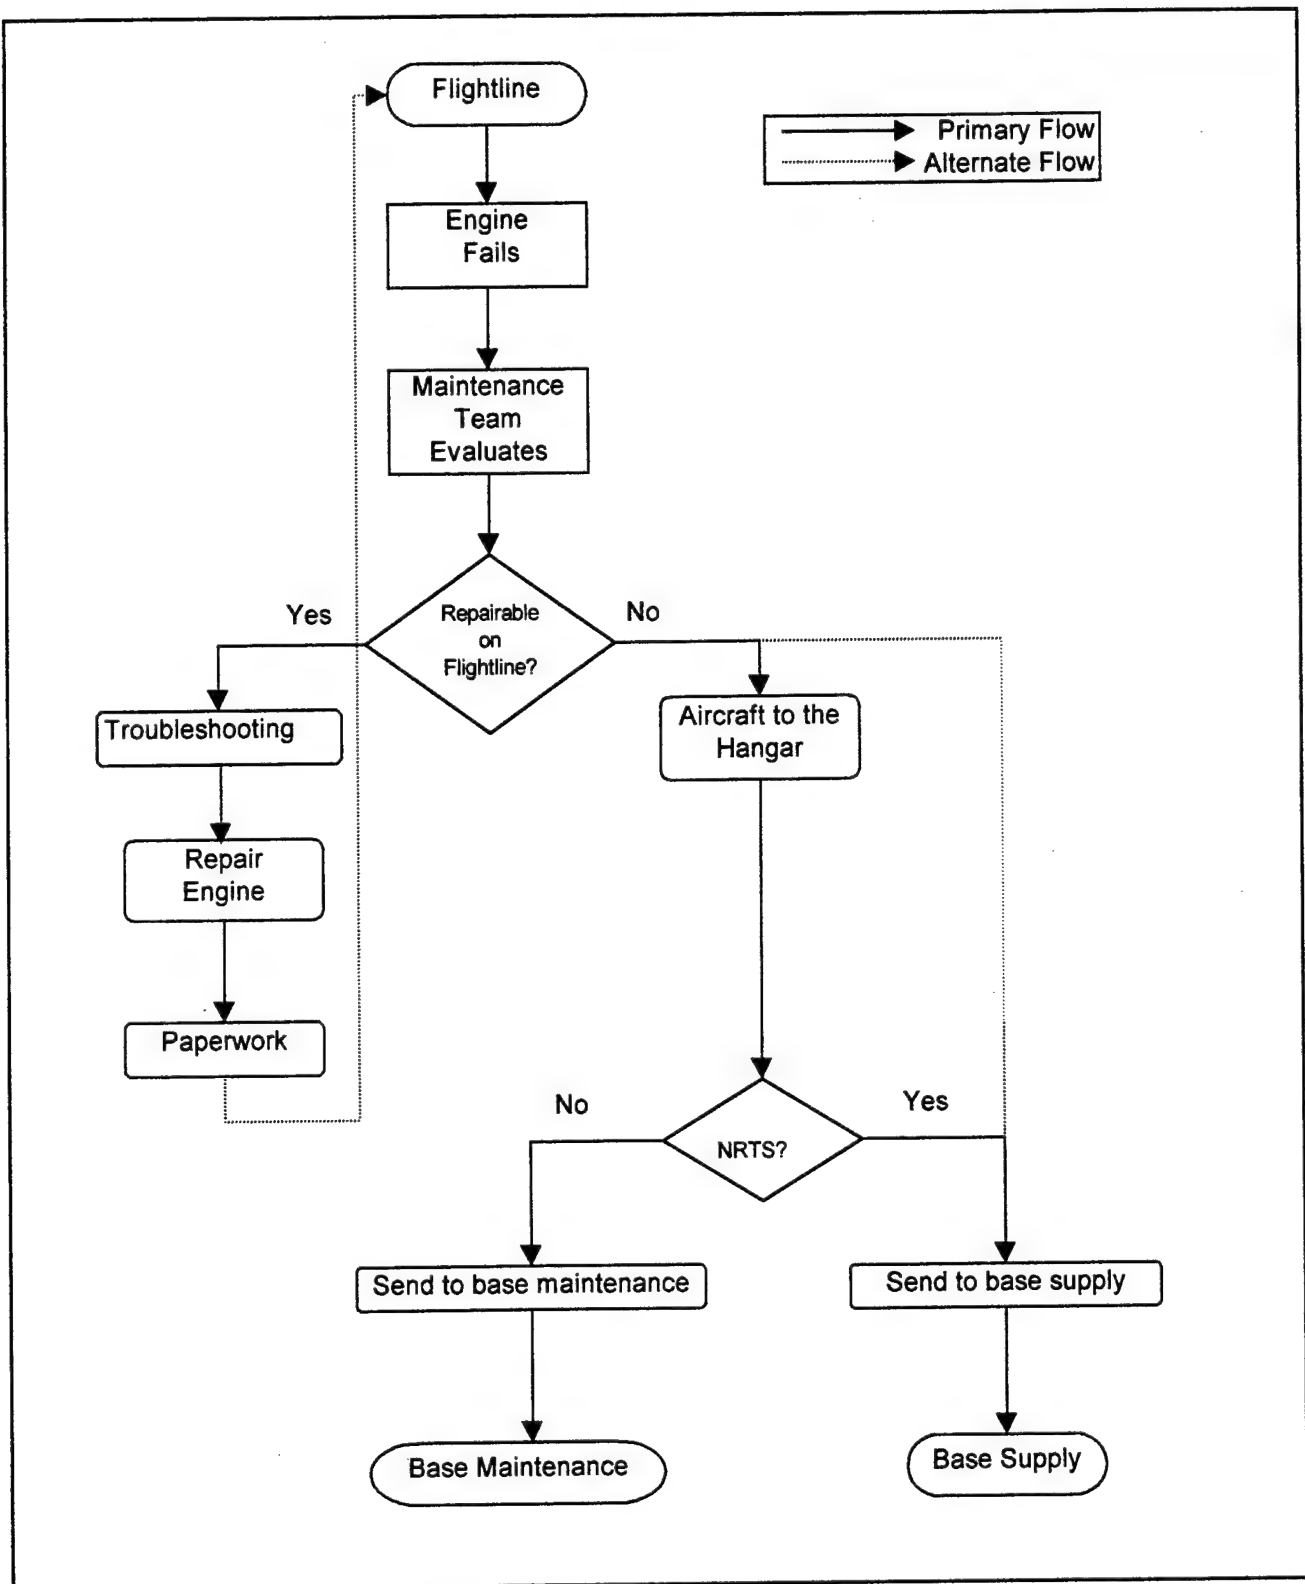 Flightline
Primary Flow
Alternate Flow
Engine
Fails
Maintenance
Team
Evaluates
Yes
Repairable
on
Flightline?
No
Troubleshooting
Aircraft to the
Hangar
Repair
Engine
Paperwork
No
NRTS?
Yes
Send to base maintenance
Send to base supply
Base Maintenance
Base Supply